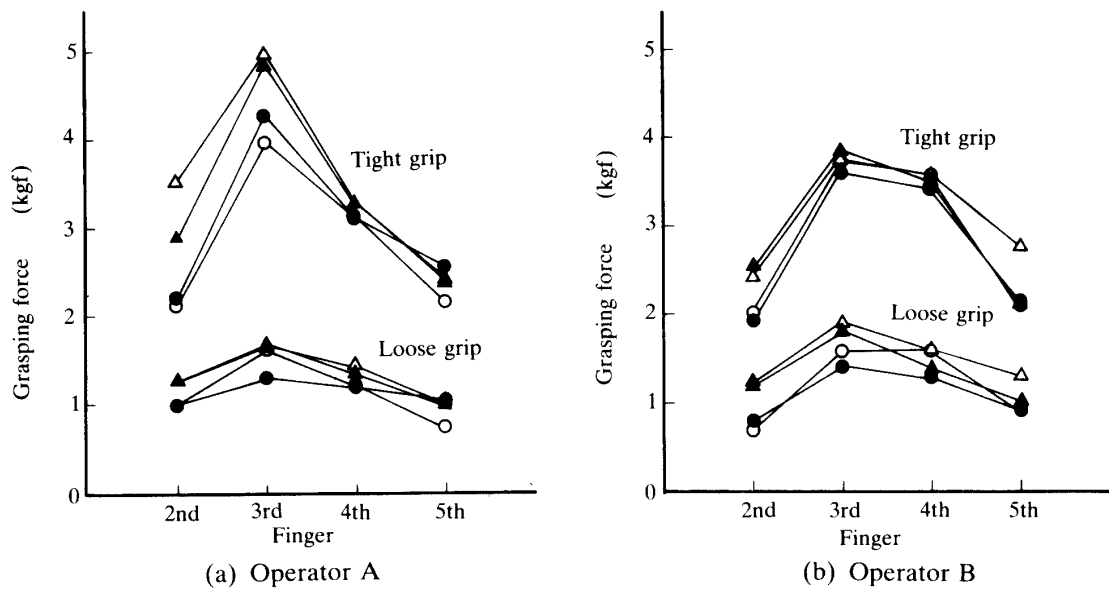 Grasping force (kgf)
5
4
3
2
1
0
Tight grip
Loose grip
2nd 3rd 4th 5th
Finger
(a) Operator A
Grasping force (kgf)
5
4
3
2
1
0
Tight grip
Loose grip
2nd 3rd 4th 5th
Finger
(b) Operator B